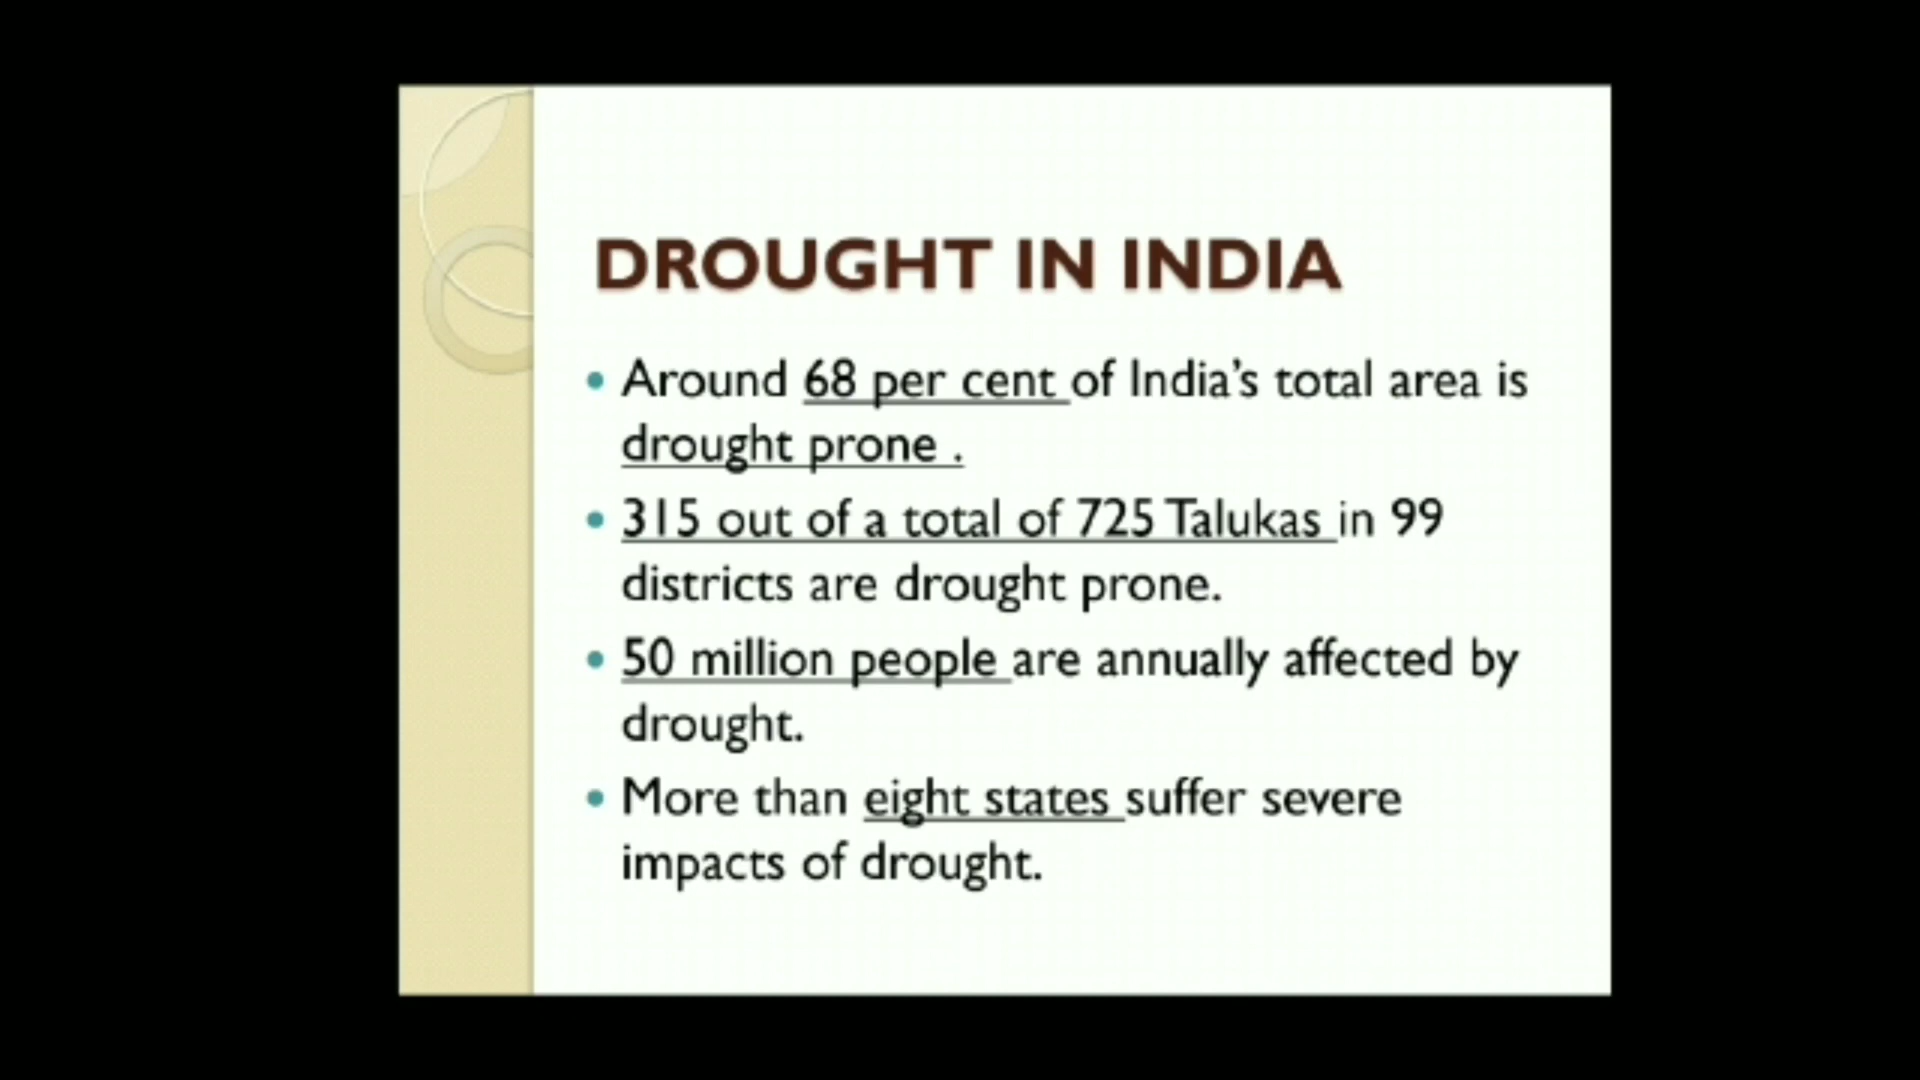 DROUGHT IN INDIA
• Around 68 per cent of India's total area is
drought prone .
• 315 out of a total of 725 Talukas in 99
districts are drought prone.
• 50 million people are annually affected by
drought.
• More than eight states suffer severe
impacts of drought.